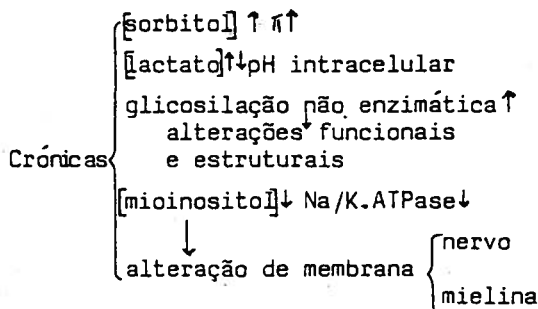 [sorbitol] ↑ π↑
[lactato]↑↓pH intracelular
glicosilação não enzimática↑
alterações funcionais
e estruturais
Crónicas
[mioinositol]↓ Na/K.ATPase↓
↓
alteração de membrana
nervo
mielina